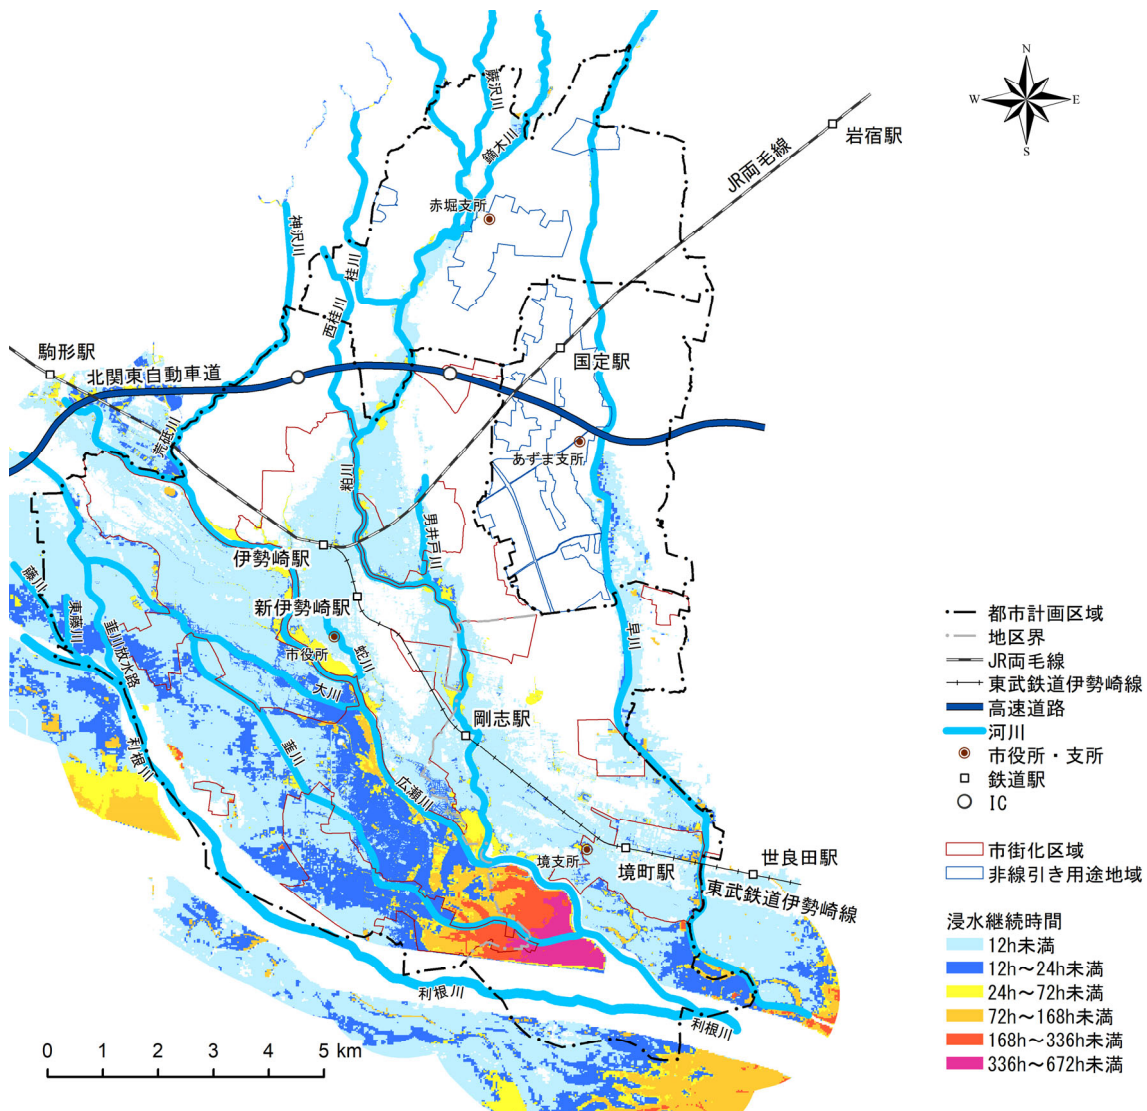 N
W
E
S
蕨沢川
鏑木川
岩宿駅
JR両毛線
赤堀支所
神沢川
桂川
西桂川
駒形駅
国定駅
北関東自動車道
荒砥川
あずま支所
粕川
男井戸川
伊勢崎駅
藤川
新伊勢崎駅
東藤川
韮川放水路
市役所
蛇川
早川
大川
剛志駅
利根川
韮川
広瀬川
境支所
境町駅
世良田駅
東武鉄道伊勢崎線
利根川
利根川
0 1 2 3 4 5 km
都市計画区域
地区界
JR両毛線
東武鉄道伊勢崎線
高速道路
河川
市役所・支所
鉄道駅
IC
市街化区域
非線引き用途地域
浸水継続時間
12h未満
12h～24h未満
24h～72h未満
72h～168h未満
168h～336h未満
336h～672h未満